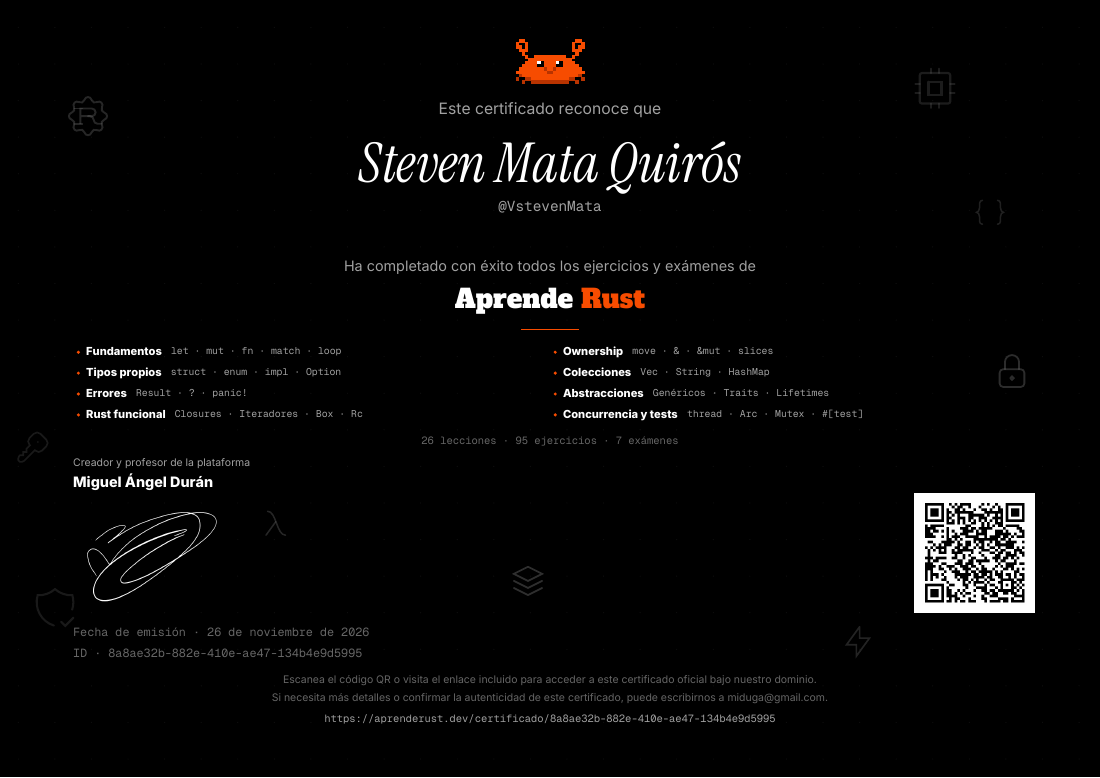 Este certificado reconoce que
Steven Mata Quirós
@VstevenMata
Ha completado con éxito todos los ejercicios y exámenes de
Aprende Rust
Fundamentos let · mut · fn · match · loop
Ownership move · & · &mut · slices
Tipos propios struct · enum · impl · Option
Colecciones Vec · String · HashMap
Errores Result · ? · panic!
Abstracciones Genéricos · Traits · Lifetimes
Rust funcional Closures · Iteradores · Box · Rc
Concurrencia y tests thread · Arc · Mutex · #[test]
26 lecciones · 95 ejercicios · 7 exámenes
Creador y profesor de la plataforma
Miguel Ángel Durán
Fecha de emisión · 26 de noviembre de 2026
ID · 8a8ae32b-882e-410e-ae47-134b4e9d5995
Escanea el código QR o visita el enlace incluido para acceder a este certificado oficial bajo nuestro dominio.
Si necesita más detalles o confirmar la autenticidad de este certificado, puede escribirnos a miduga@gmail.com.
https://aprenderust.dev/certificado/8a8ae32b-882e-410e-ae47-134b4e9d5995